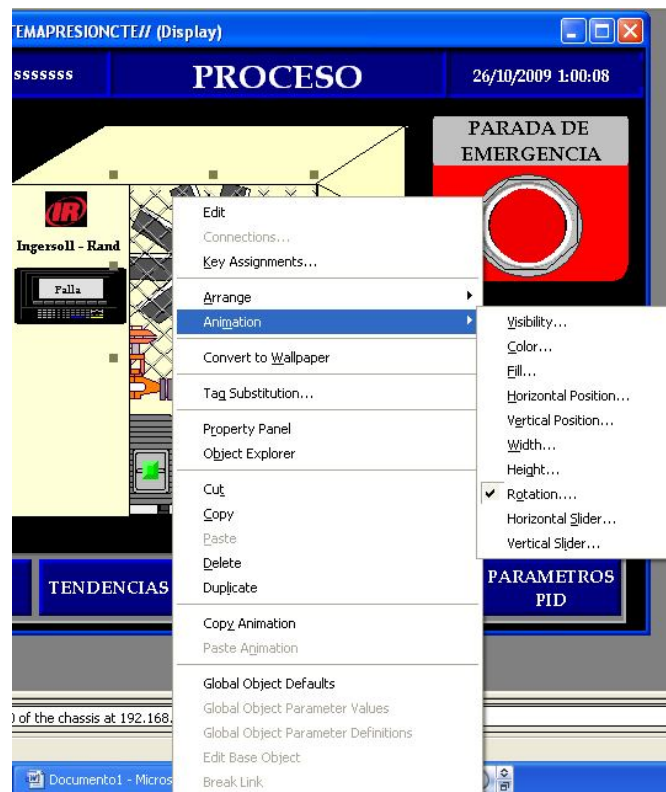 EMAPRESIONCTE// (Display)
sssssss
PROCESO
26/10/2009 1:00:08
PARADA DE
EMERGENCIA
IR
Ingersoll - Rand
Falla
Edit
Connections...
Key Assignments...
Arrange
Animation
Convert to Wallpaper
Tag Substitution...
Property Panel
Object Explorer
Cut
Copy
Paste
Delete
Duplicate
Copy Animation
Paste Animation
Global Object Defaults
Global Object Parameter Values
Global Object Parameter Definitions
Edit Base Object
Break Link
Visibility...
Color...
Fill...
Horizontal Position...
Vertical Position...
Width...
Height...
Rotation....
Horizontal Slider...
Vertical Slider...
TENDENCIAS
PARAMETROS
PID
0 of the chassis at 192.168.
Documento1 - Micros